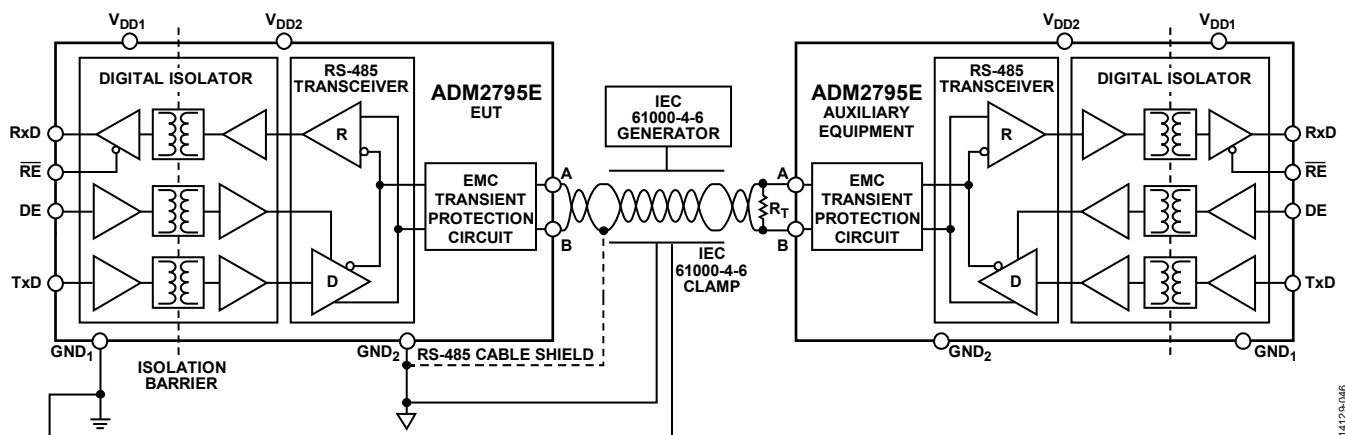 VDD1
VDD2
VDD2
VDD1
DIGITAL ISOLATOR
RS-485
TRANSCEIVER
ADM2795E
EUT
IEC
61000-4-6
GENERATOR
ADM2795E
AUXILIARY
EQUIPMENT
RS-485
TRANSCEIVER
DIGITAL ISOLATOR
RxD
RE
DE
TxD
R
D
EMC
TRANSIENT
PROTECTION
CIRCUIT
A
B
IEC
61000-4-6
CLAMP
RT
A
B
EMC
TRANSIENT
PROTECTION
CIRCUIT
R
D
RxD
RE
DE
TxD
GND1
ISOLATION
BARRIER
GND2
RS-485 CABLE SHIELD
GND2
GND1
14129-046